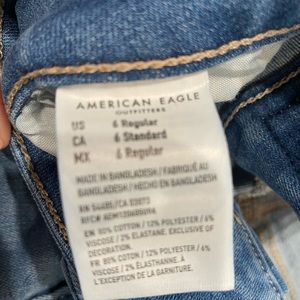 AMERICAN EAGLE
OUTFITTERS
US 6 Regular
CA 6 Standard
MX 6 Regular
MADE IN BANGLADESH / FABRIQUÉ AU
BANGLADESH / HECHO EN BANGLADESH
EN 80% COTTON / 12% POLYESTER / 6%
VISCOSE / 2% ELASTANE. EXCLUSIVE OF
DECORATION.
FR 80% COTON / 12% POLYESTER / 6%
VISCOSE / 2% ÉLASTHANNE. À
L'EXCEPTION DE LA GARNITURE.